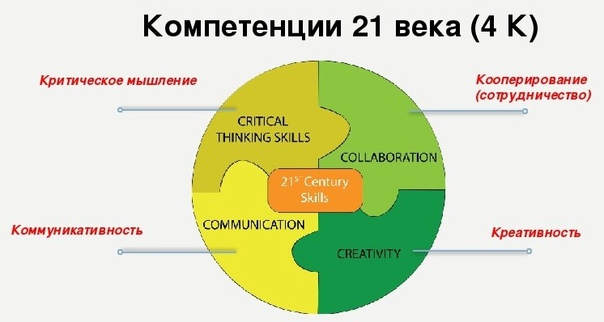 Компетенции 21 века (4 К)
Критическое мышление
Кооперирование
(сотрудничество)
CRITICAL
THINKING SKILLS
COLLABORATION
21ST Century
Skills
COMMUNICATION
CREATIVITY
Коммуникативность
Креативность